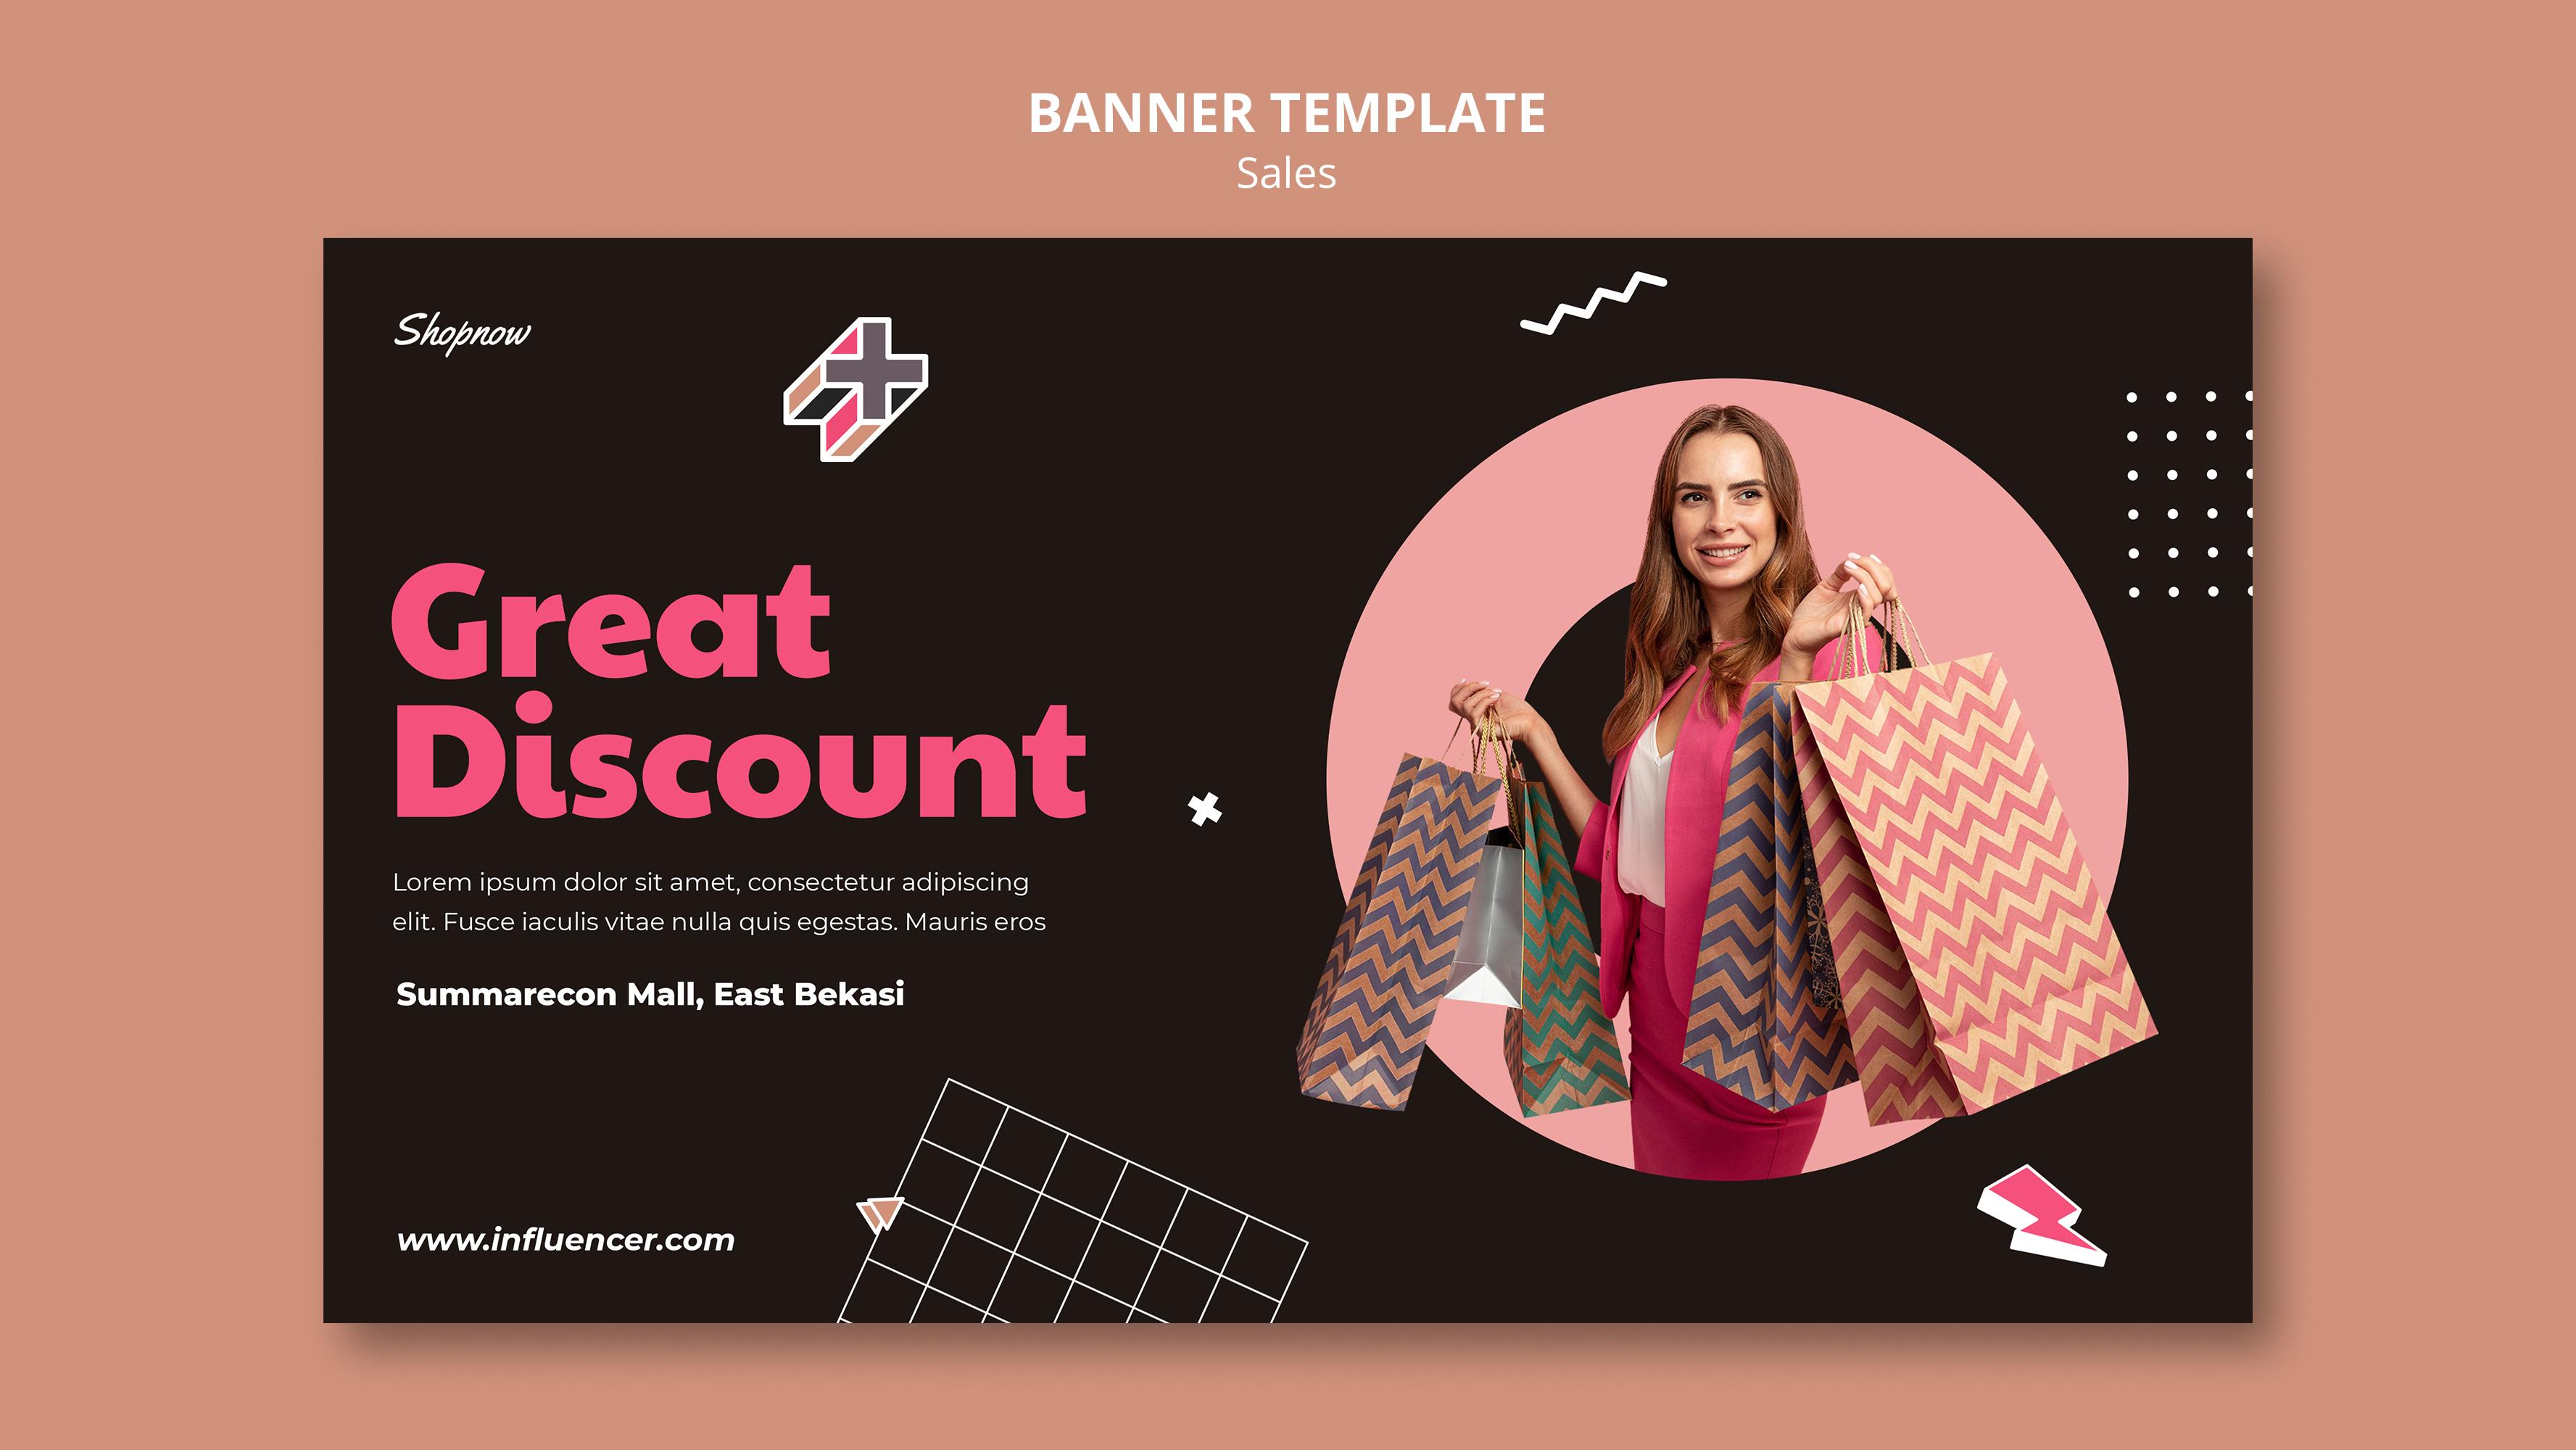 BANNER TEMPLATE
Sales
Shopnow
Great
Discount
Lorem ipsum dolor sit amet, consectetur adipiscing
elit. Fusce iaculis vitae nulla quis egestas. Mauris eros
Summarecon Mall, East Bekasi
www.influencer.com